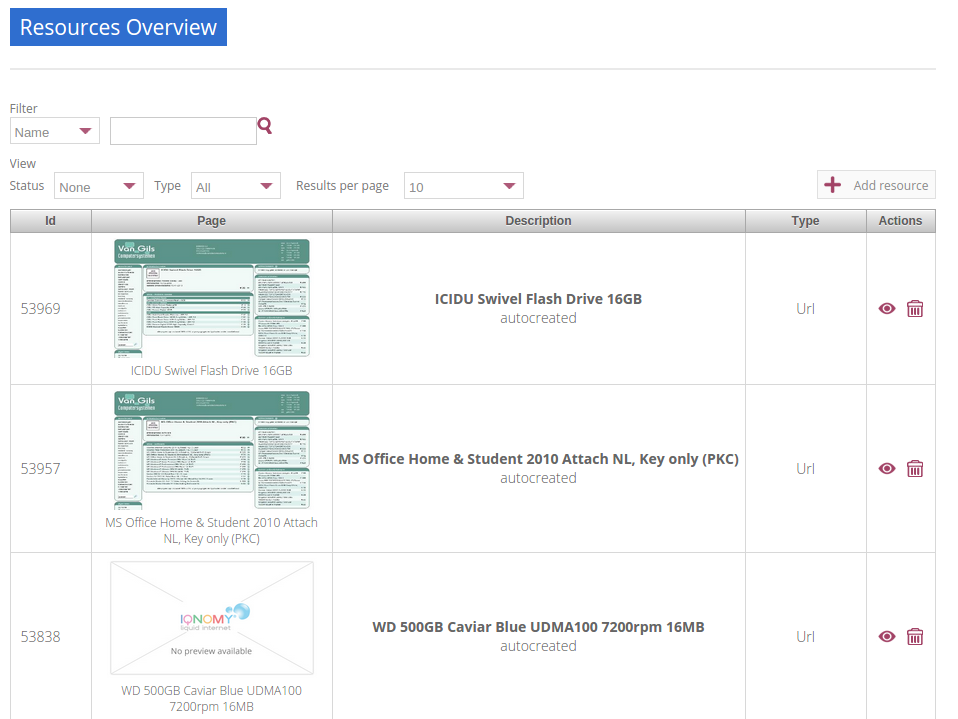 Resources Overview
Filter
Name
View
Status None Type All Results per page 10 Add resource
Id Page Description Type Actions
Van Gils
Computersystems
53969 ICIDU Swivel Flash Drive 16GB Url
autocreated
ICIDU Swivel Flash Drive 16GB
Van Gils
Computersystems
53957 MS Office Home & Student 2010 Attach NL, Key only (PKC) Url
autocreated
MS Office Home & Student 2010 Attach
NL, Key only (PKC)
IONOMY
liquid internet
53838 WD 500GB Caviar Blue UDMA100 7200rpm 16MB Url
autocreated
No preview available
WD 500GB Caviar Blue UDMA100
7200rpm 16MB